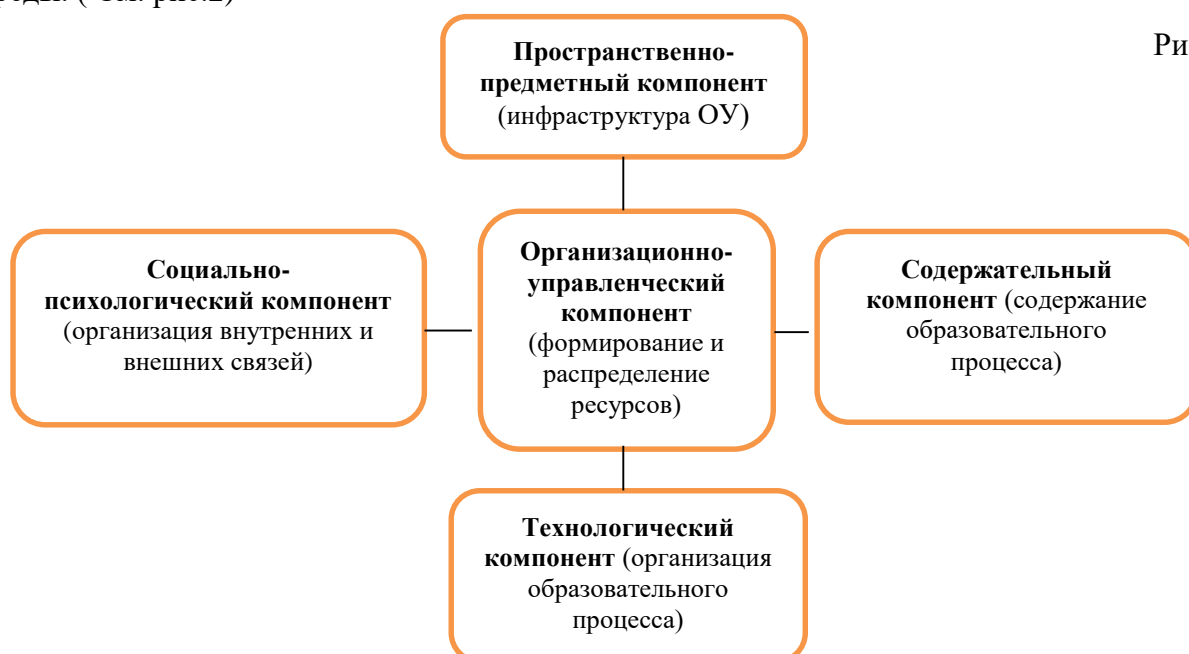 Пространственно-
предметный компонент
(инфраструктура ОУ)
Ри
Социально-
психологический компонент
(организация внутренних и
внешних связей)
Организационно-
управленческий
компонент
(формирование и
распределение
ресурсов)
Содержательный
компонент (содержание
образовательного
процесса)
Технологический
компонент (организация
образовательного
процесса)